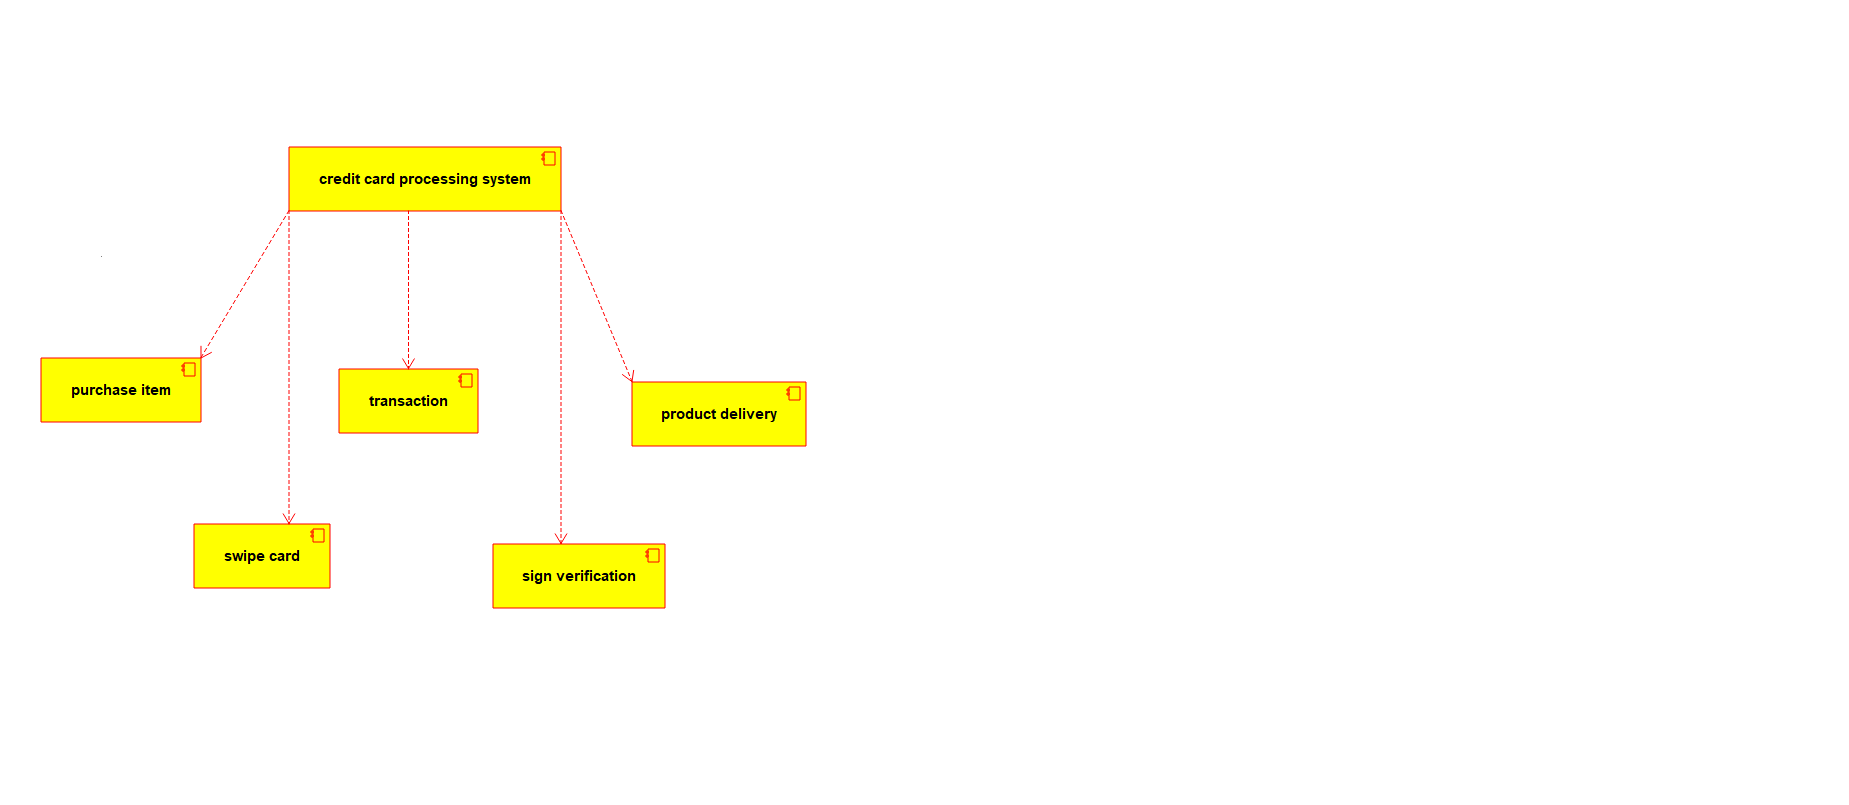 credit card processing system
purchase item
transaction
product delivery
swipe card
sign verification